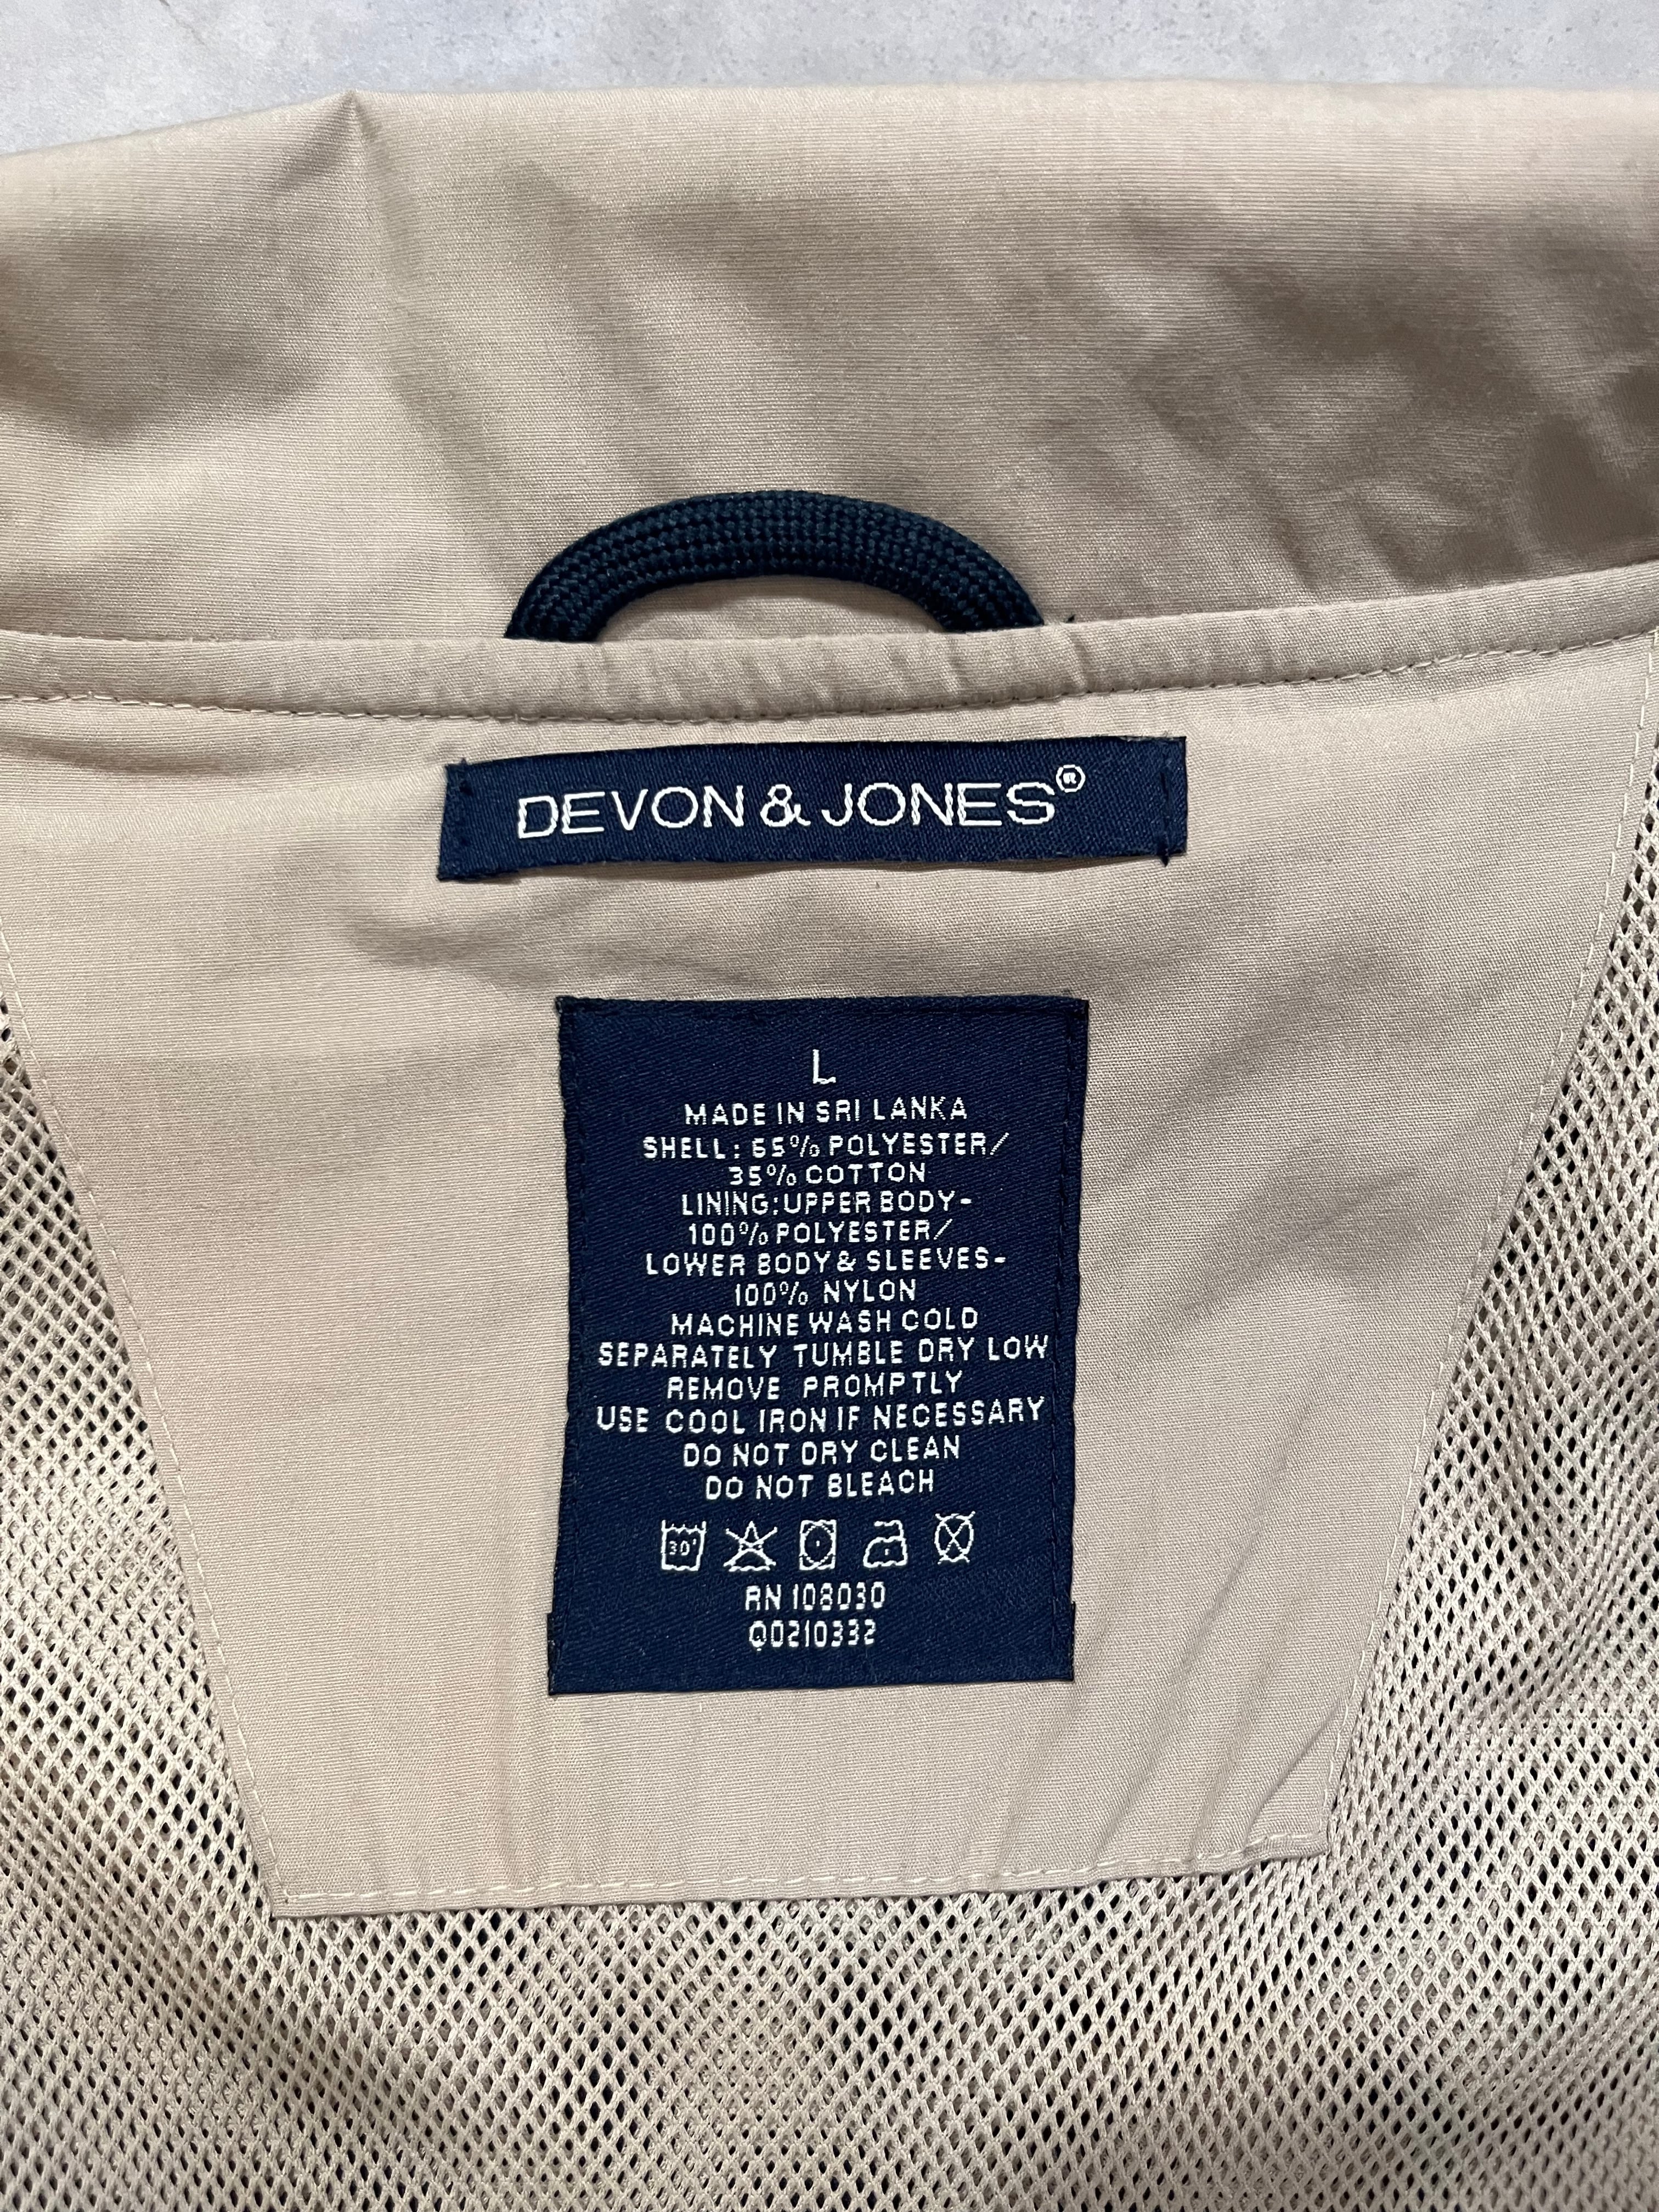 DEVON & JONES®
L
MADE IN SRI LANKA
SHELL: 65% POLYESTER/
35% COTTON
LINING:UPPER BODY-
100% POLYESTER/
LOWER BODY & SLEEVES-
100% NYLON
MACHINE WASH COLD
SEPARATELY TUMBLE DRY LOW
REMOVE PROMPTLY
USE COOL IRON IF NECESSARY
DO NOT DRY CLEAN
DO NOT BLEACH
30°
RN 108030
Q0210332